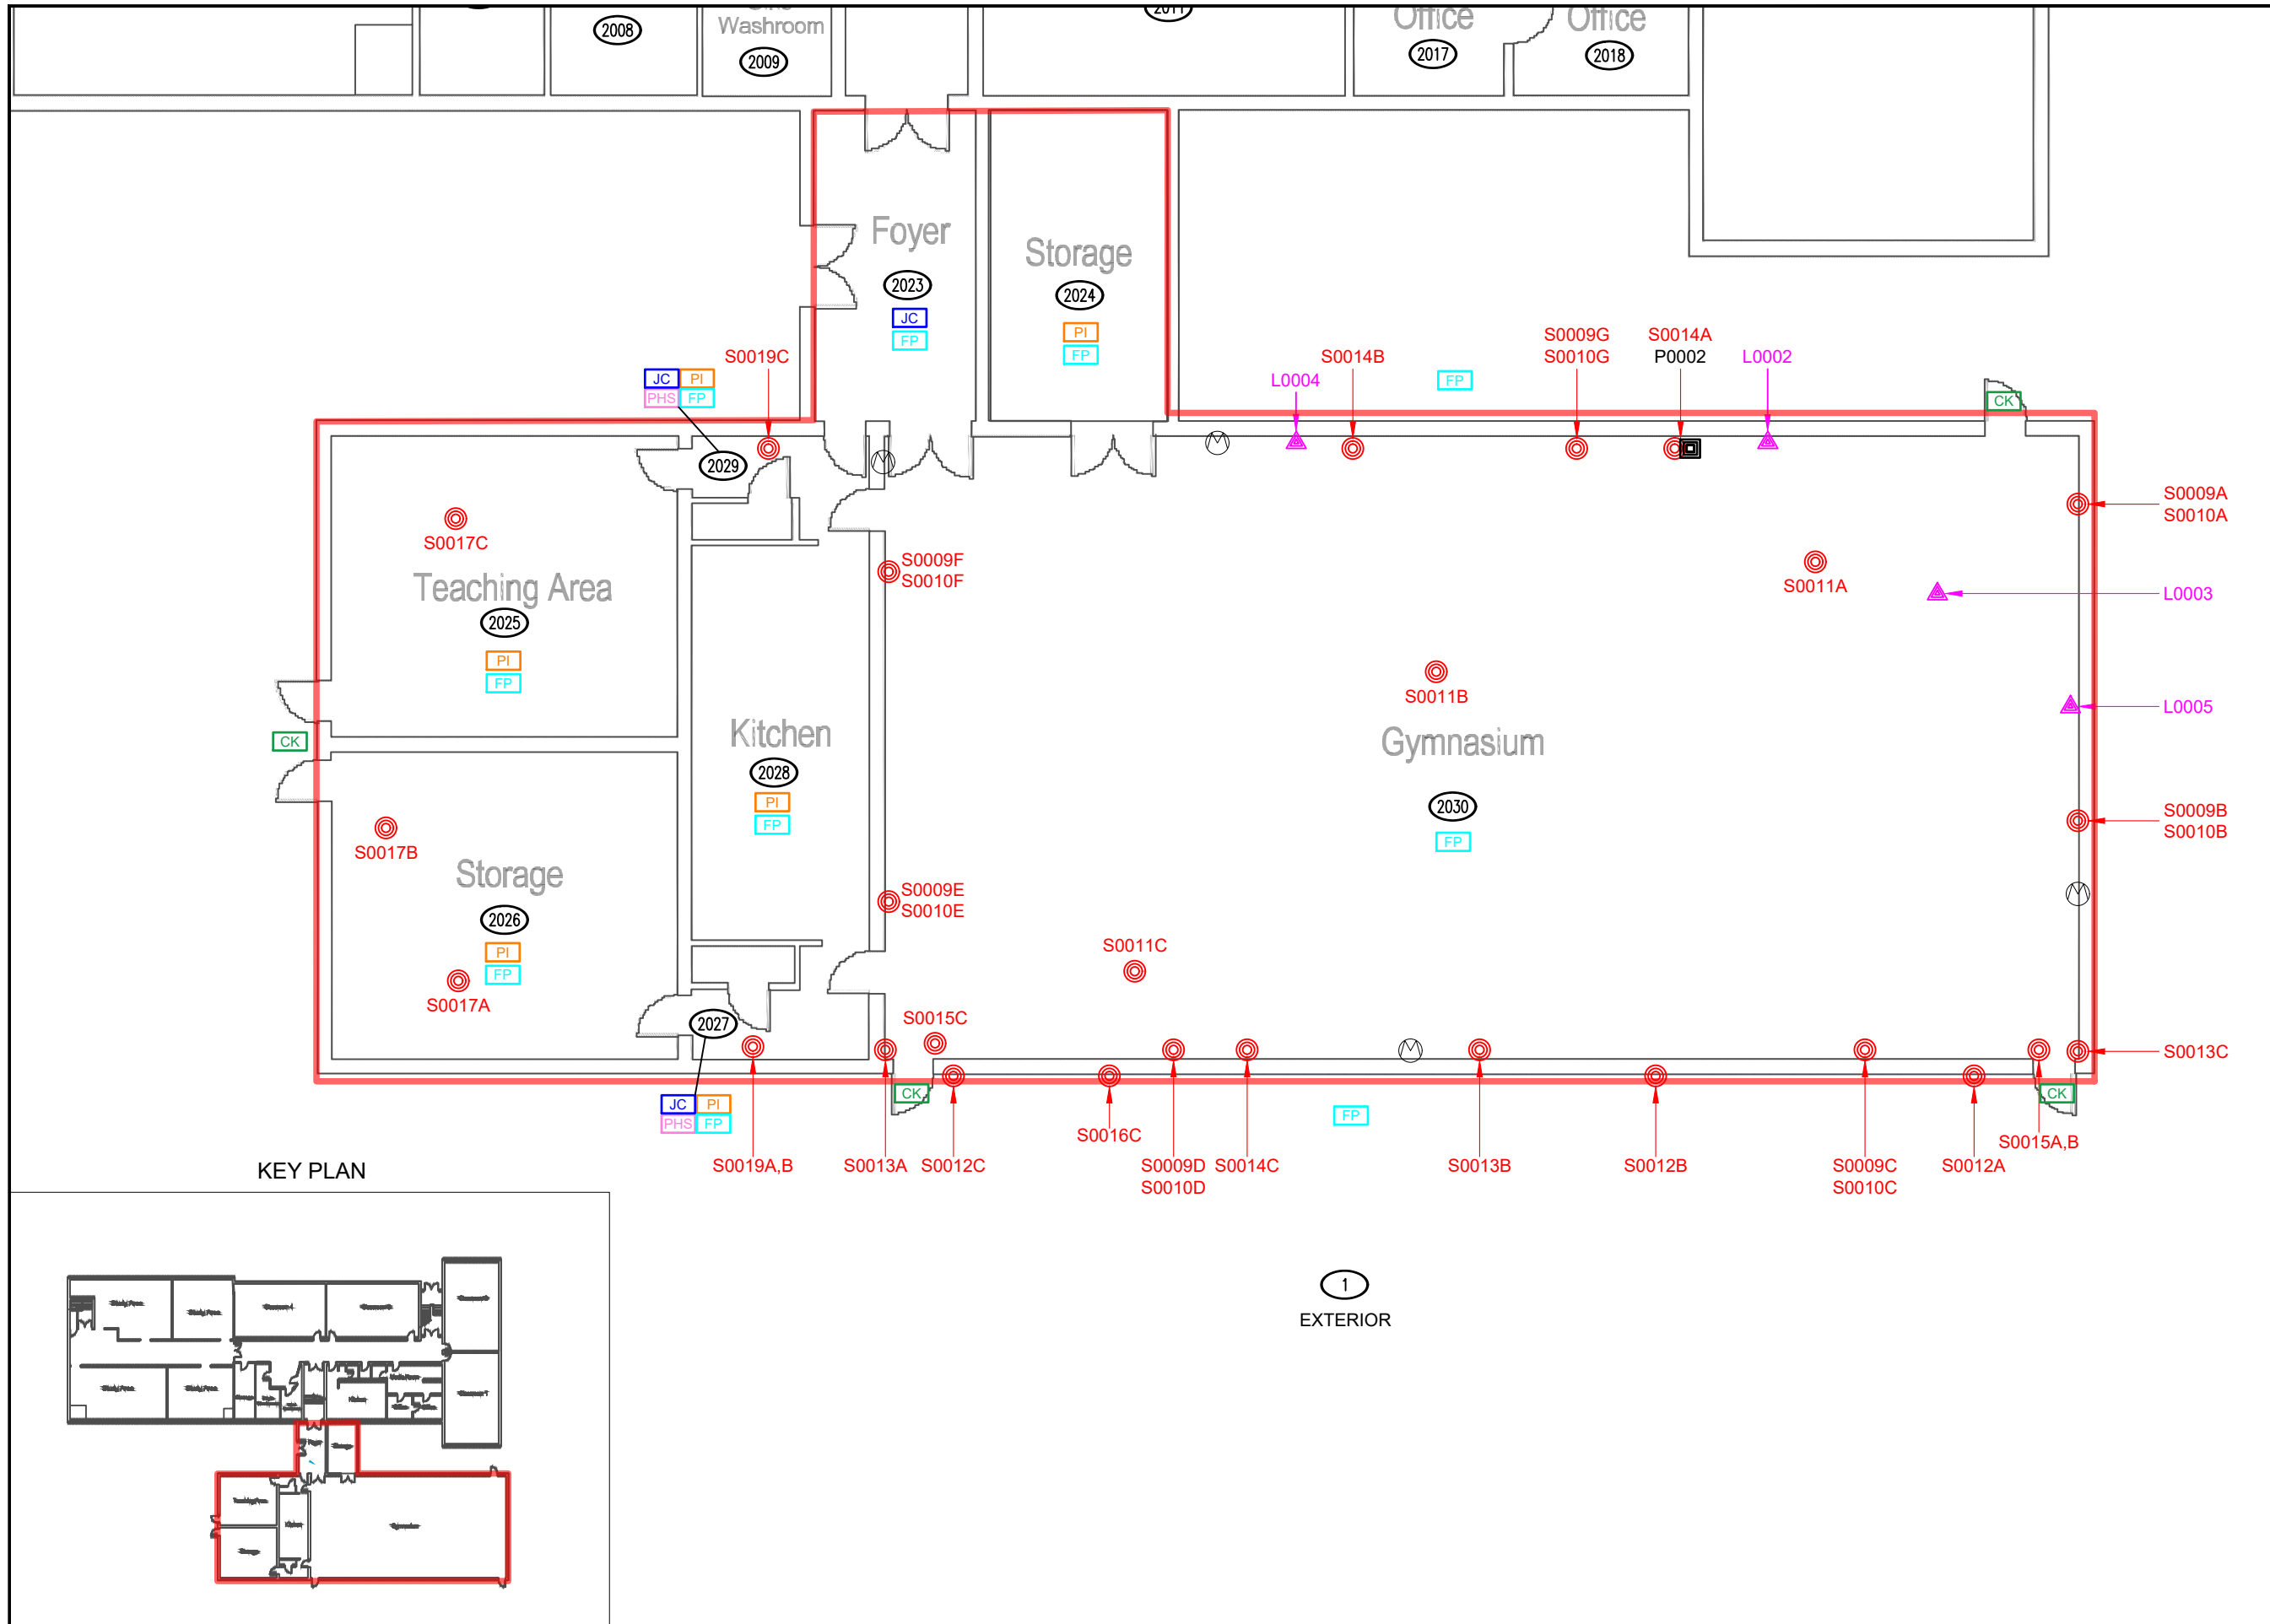 Washroom
2008
2009
Office
2017
Office
2018
Foyer
2023
JC
FP
Storage
2024
PI
FP
S0019C
JC PI
PHS FP
2029
L0004
S0014B
FP
S0009G
S0010G
S0014A
P0002
L0002
CK
S0009A
S0010A
S0017C
Teaching Area
2025
PI
FP
S0009F
S0010F
S0011A
L0003
S0011B
L0005
CK
Kitchen
2028
PI
FP
Gymnasium
2030
FP
S0009B
S0010B
S0017B
Storage
2026
PI
FP
S0017A
S0009E
S0010E
S0011C
2027
S0015C
S0013C
CK
CK
JC PI
PHS FP
FP
S0016C
S0015A,B
S0019A,B
S0013A
S0012C
S0009D
S0010D
S0014C
S0013B
S0012B
S0009C
S0010C
S0012A
KEY PLAN
1
EXTERIOR